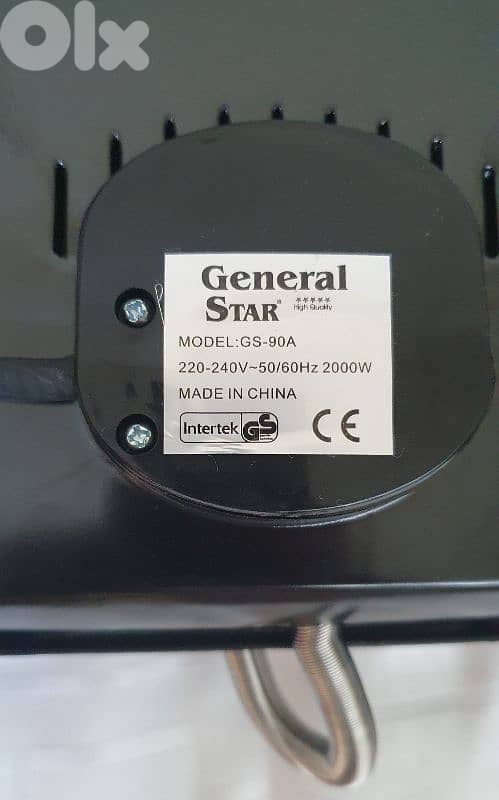 OLX
General
STAR®
High Quality
MODEL:GS-90A
220-240V~50/60Hz 2000W
MADE IN CHINA
Intertek GS CE